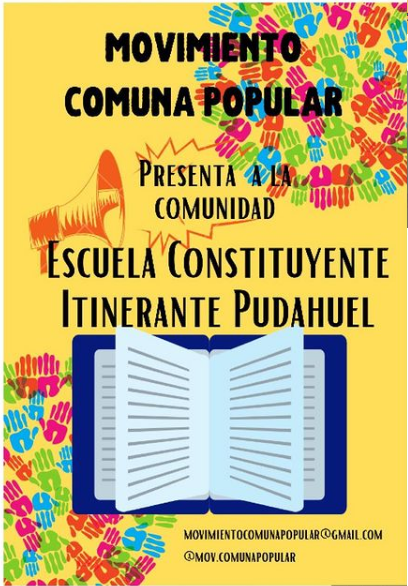 MOVIMIENTO
COMUNA POPULAR
PRESENTA A LA
COMUNIDAD
ESCUELA CONSTITUYENTE
ITINERANTE PUDAHUEL
MOVIMIENTOCOMUNAPOPULAR@GMAIL.COM
@MOV.COMUNAPOPULAR